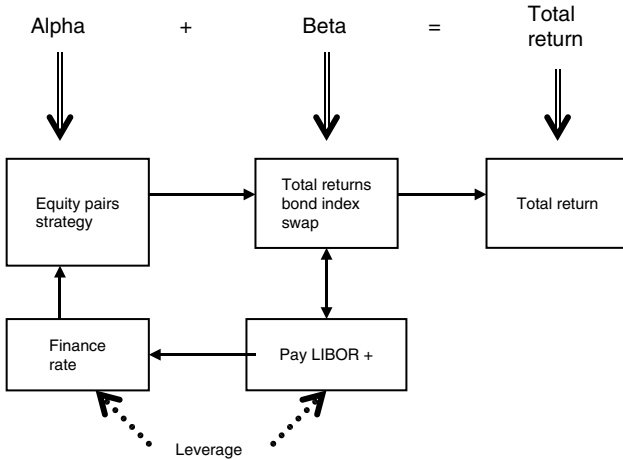 Alpha + Beta = Total
return
Equity pairs
strategy
Total returns
bond index
swap
Total return
Finance
rate
Pay LIBOR +
Leverage